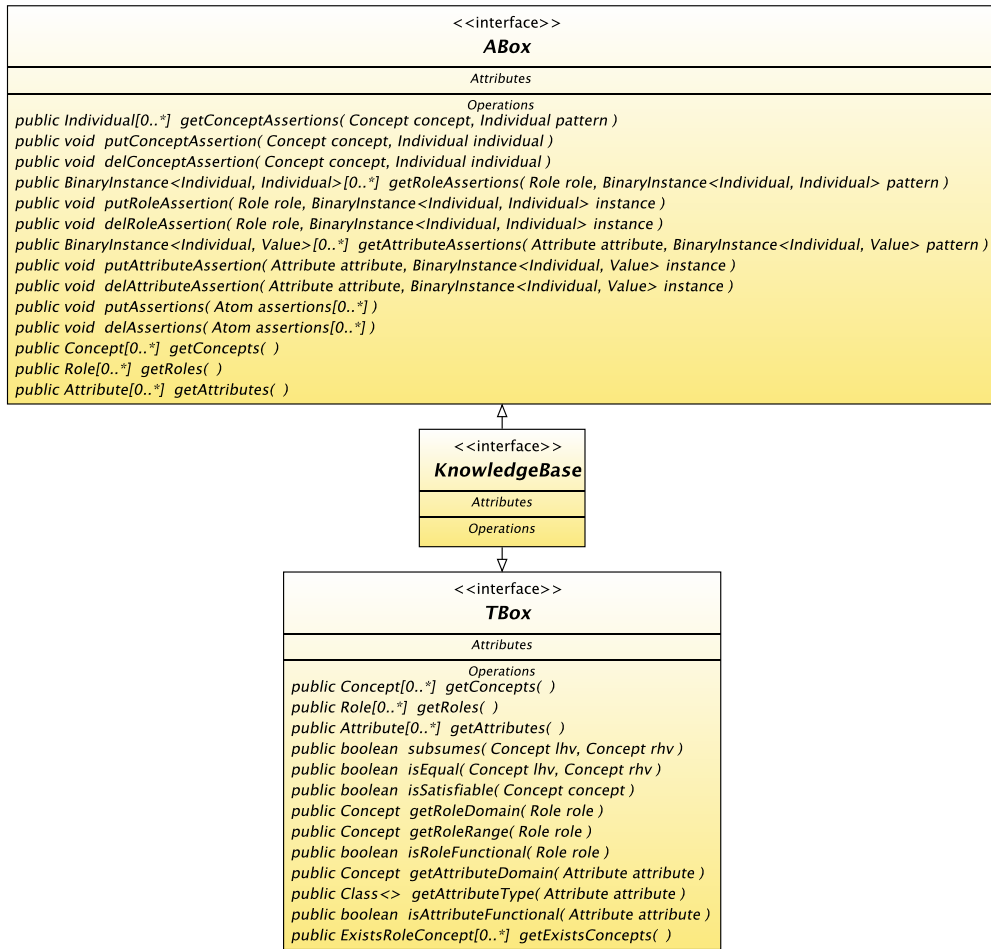 <<interface>>
ABox
Attributes
Operations
public Individual[0..*] getConceptAssertions( Concept concept, Individual pattern )
public void putConceptAssertion( Concept concept, Individual individual )
public void delConceptAssertion( Concept concept, Individual individual )
public BinaryInstance<Individual, Individual>[0..*] getRoleAssertions( Role role, BinaryInstance<Individual, Individual> pattern )
public void putRoleAssertion( Role role, BinaryInstance<Individual, Individual> instance )
public void delRoleAssertion( Role role, BinaryInstance<Individual, Individual> instance )
public BinaryInstance<Individual, Value>[0..*] getAttributeAssertions( Attribute attribute, BinaryInstance<Individual, Value> pattern )
public void putAttributeAssertion( Attribute attribute, BinaryInstance<Individual, Value> instance )
public void delAttributeAssertion( Attribute attribute, BinaryInstance<Individual, Value> instance )
public void putAssertions( Atom assertions[0..*] )
public void delAssertions( Atom assertions[0..*] )
public Concept[0..*] getConcepts( )
public Role[0..*] getRoles( )
public Attribute[0..*] getAttributes( )
<<interface>>
KnowledgeBase
Attributes
Operations
<<interface>>
TBox
Attributes
Operations
public Concept[0..*] getConcepts( )
public Role[0..*] getRoles( )
public Attribute[0..*] getAttributes( )
public boolean subsumes( Concept lhv, Concept rhv )
public boolean isEqual( Concept lhv, Concept rhv )
public boolean isSatisfiable( Concept concept )
public Concept getRoleDomain( Role role )
public Concept getRoleRange( Role role )
public boolean isRoleFunctional( Role role )
public Concept getAttributeDomain( Attribute attribute )
public Class<> getAttributeType( Attribute attribute )
public boolean isAttributeFunctional( Attribute attribute )
public ExistsRoleConcept[0..*] getExistsConcepts( )